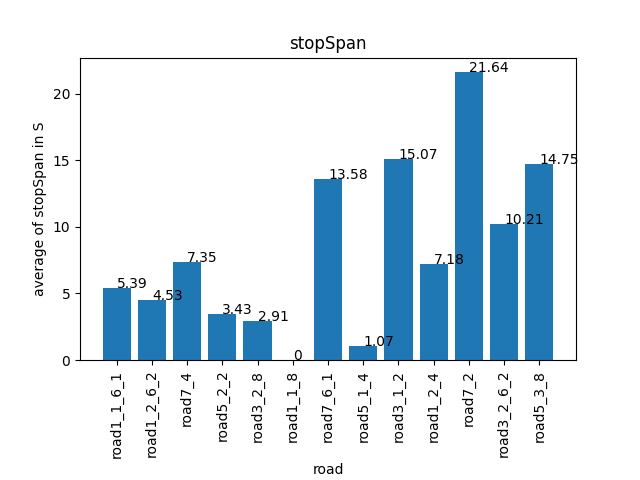 stopSpan
average of stopSpan in S
20
15
10
5
0
5.39
4.53
7.35
3.43
2.91
0
13.58
1.07
15.07
7.18
21.64
10.21
14.75
road1_1_6_1
road1_2_6_2
road7_4
road5_2_2
road3_2_8
road1_1_8
road7_6_1
road5_1_4
road3_1_2
road1_2_4
road7_2
road3_2_6_2
road5_3_8
road